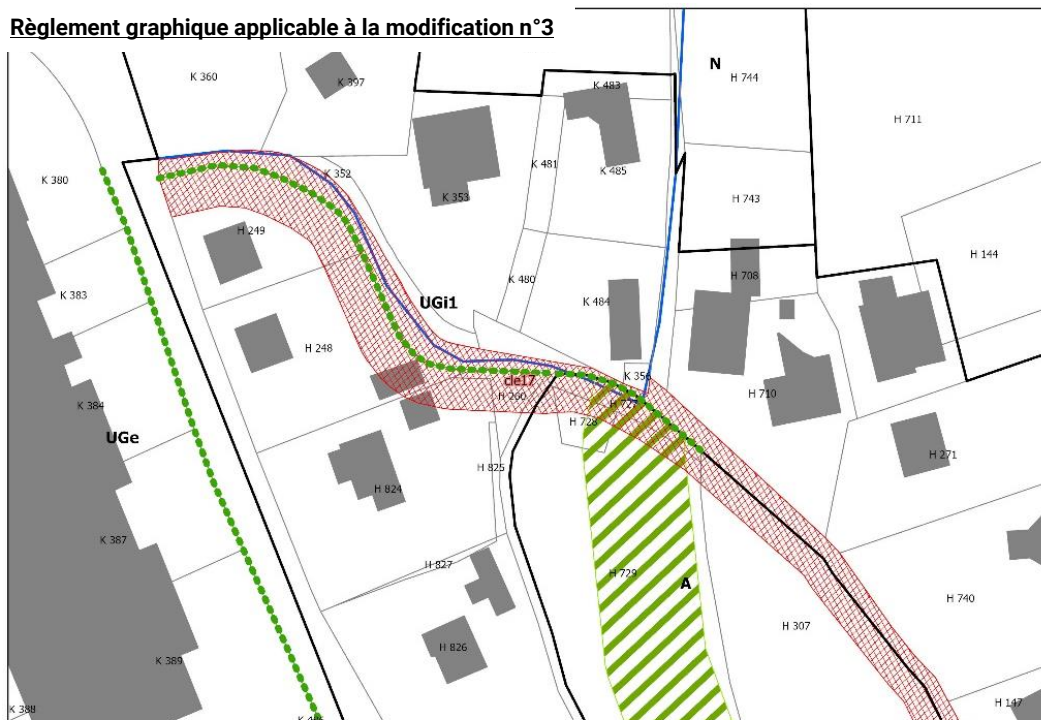 Règlement graphique applicable à la modification n°3
K 360
K 397
K 483
N
H 744
H 711
K 481
K 485
K 380
K 352
K 353
H 743
H 249
H 144
K 480
H 708
K 383
UGi1
K 484
H 248
cle17
K 356
H 260
H 710
K 384
H 728
UGe
H 825
H 271
H 824
K 387
H 827
H 729
A
H 740
H 307
H 826
K 389
H 147
K 388